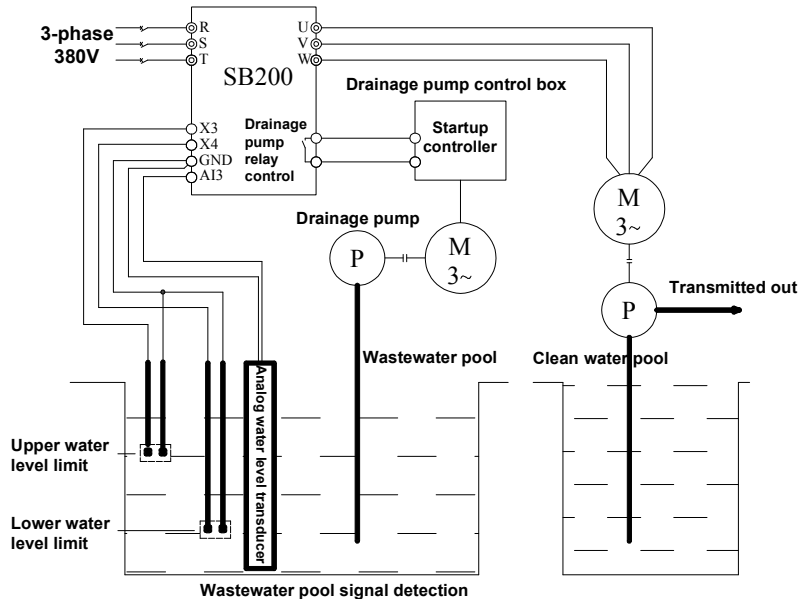 3-phase
380V
R
S
T
SB200
U
V
W
X3
X4
GND
AI3
Drainage
pump
relay
control
Drainage pump control box
Startup
controller
Drainage pump
P
M
3~
M
3~
P
Transmitted out
Wastewater pool
Clean water pool
Analog water level transducer
Upper water
level limit
Lower water
level limit
Wastewater pool signal detection